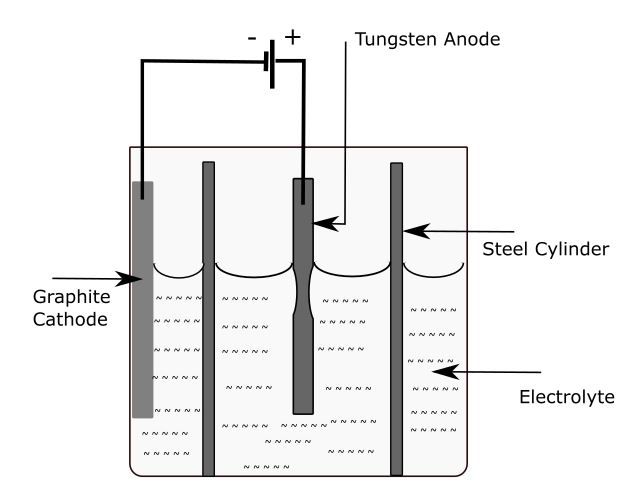 - +
Tungsten Anode
Steel Cylinder
Graphite
Cathode
Electrolyte